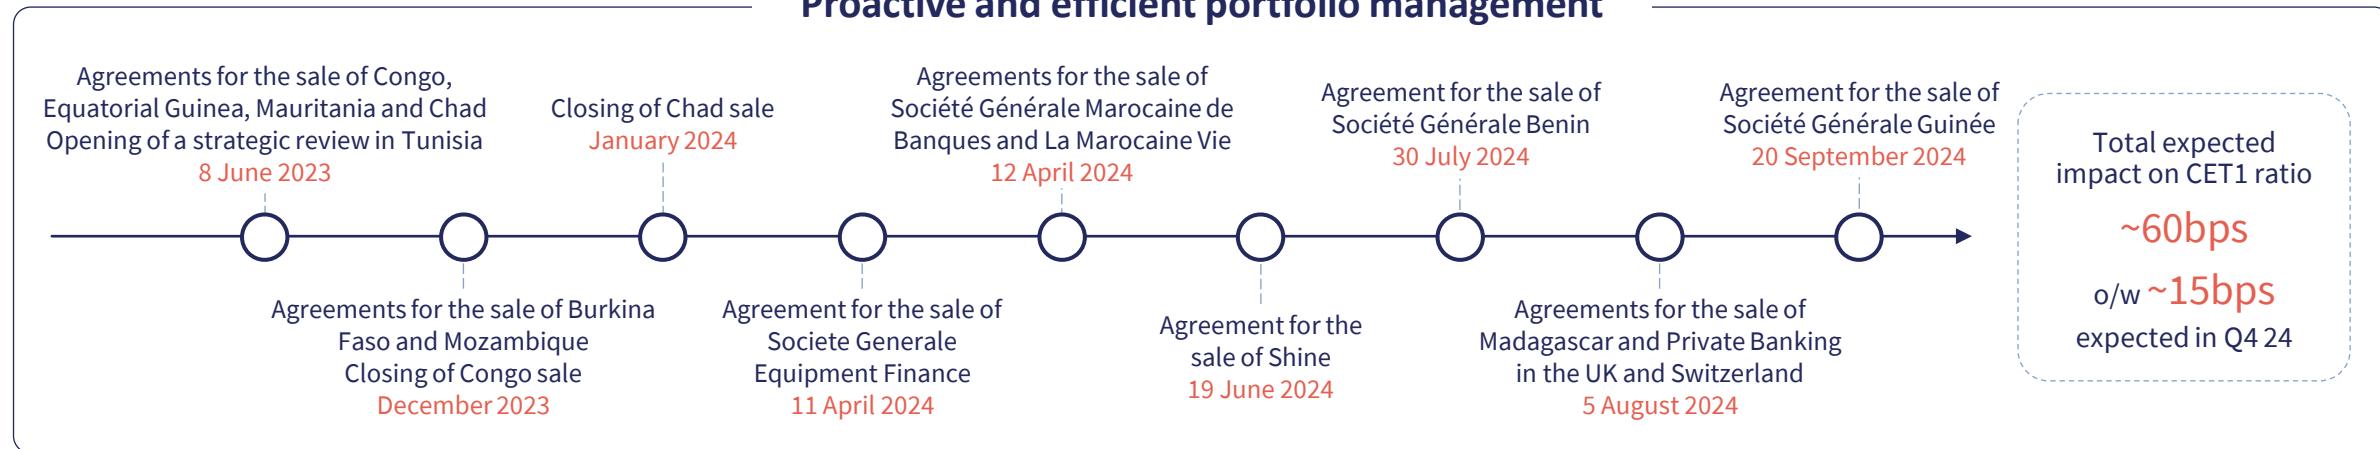 Proactive and efficient portfolio management
Agreements for the sale of Congo,
Equatorial Guinea, Mauritania and Chad
Opening of a strategic review in Tunisia
8 June 2023
Agreements for the sale of Burkina
Faso and Mozambique
Closing of Congo sale
December 2023
Closing of Chad sale
January 2024
Agreement for the sale of
Societe Generale
Equipment Finance
11 April 2024
Agreements for the sale of
Société Générale Marocaine de
Banques and La Marocaine Vie
12 April 2024
Agreement for the
sale of Shine
19 June 2024
Agreement for the sale of
Société Générale Benin
30 July 2024
Agreements for the sale of
Madagascar and Private Banking
in the UK and Switzerland
5 August 2024
Agreement for the sale of
Société Générale Guinée
20 September 2024
Total expected
impact on CET1 ratio
~60bps
o/w ~15bps
expected in Q4 24